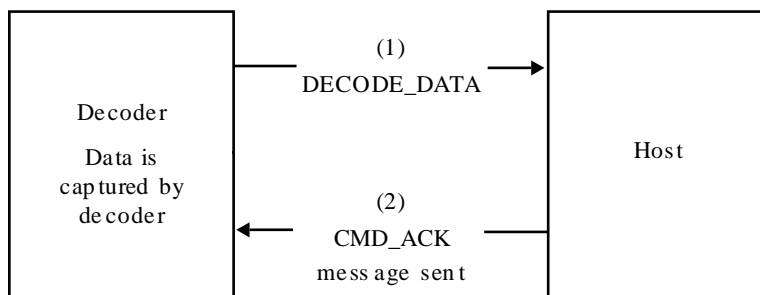 Decoder
Data is
captured by
decoder
(1)
DECODE_DATA
(2)
CMD_ACK
message sent
Host